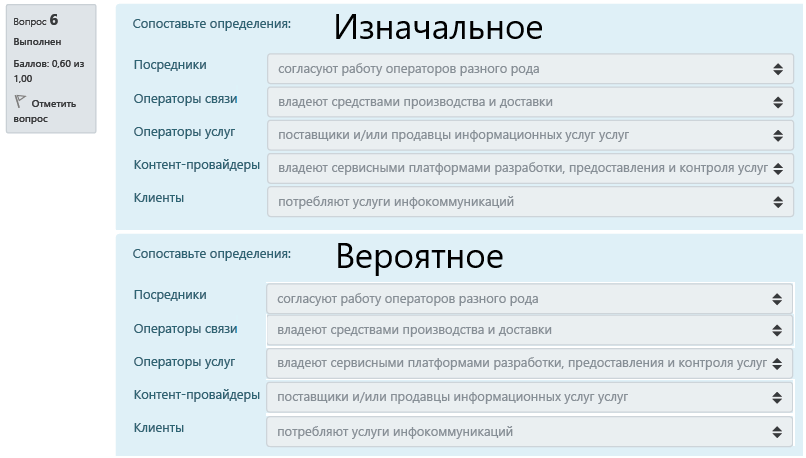 Вопрос 6
Выполнен
Баллов: 0,60 из
1,00
Отметить
вопрос
Сопоставьте определения:
Изначальное
Посредники
согласуют работу операторов разного рода
Операторы связи
владеют средствами производства и доставки
Операторы услуг
поставщики и/или продавцы информационных услуг услуг
Контент-провайдеры
владеют сервисными платформами разработки, предоставления и контроля услуг
Клиенты
потребляют услуги инфокоммуникаций
Сопоставьте определения:
Вероятное
Посредники
согласуют работу операторов разного рода
Операторы связи
владеют средствами производства и доставки
Операторы услуг
владеют сервисными платформами разработки, предоставления и контроля услуг
Контент-провайдеры
поставщики и/или продавцы информационных услуг услуг
Клиенты
потребляют услуги инфокоммуникаций